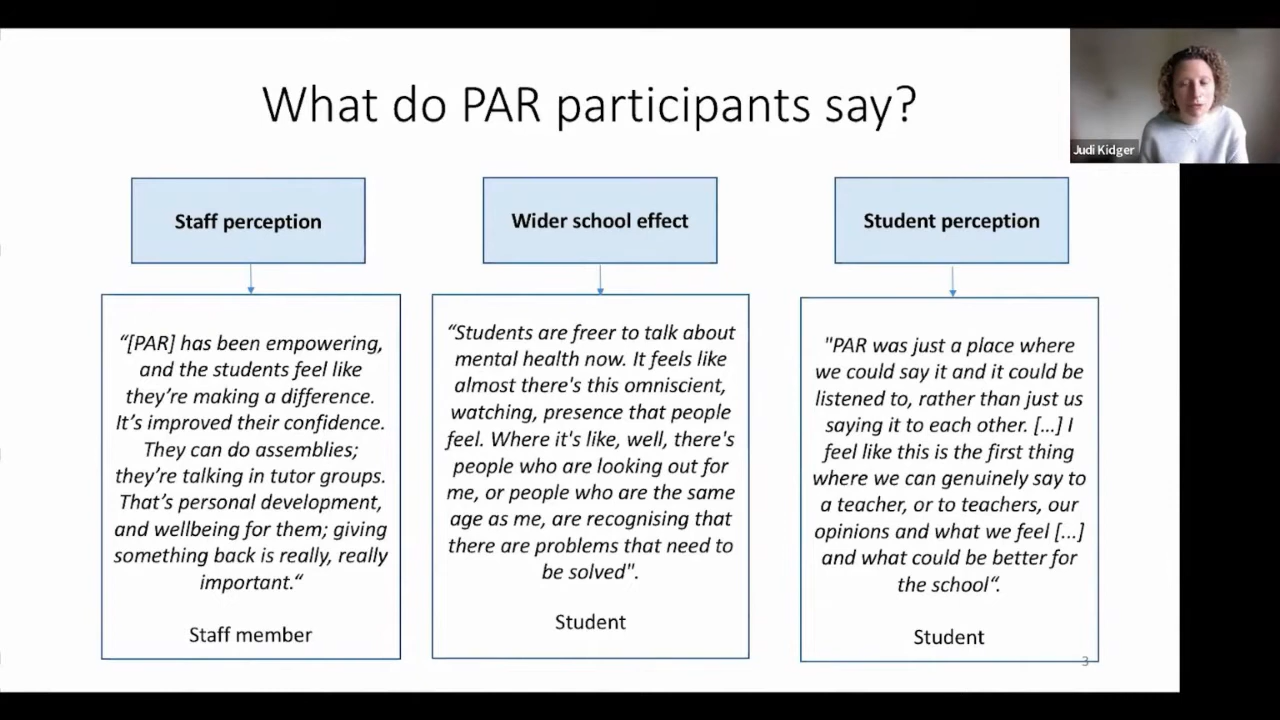 What do PAR participants say?
Judi Kidger
Staff perception
“[PAR] has been empowering,
and the students feel like
they’re making a difference.
It’s improved their confidence.
They can do assemblies;
they’re talking in tutor groups.
That’s personal development,
and wellbeing for them; giving
something back is really, really
important.“
Staff member
Wider school effect
“Students are freer to talk about
mental health now. It feels like
almost there's this omniscient,
watching, presence that people
feel. Where it's like, well, there's
people who are looking out for
me, or people who are the same
age as me, are recognising that
there are problems that need to
be solved".
Student
Student perception
"PAR was just a place where
we could say it and it could be
listened to, rather than just us
saying it to each other. [...] I
feel like this is the first thing
where we can genuinely say to
a teacher, or to teachers, our
opinions and what we feel [...]
and what could be better for
the school“.
Student
3